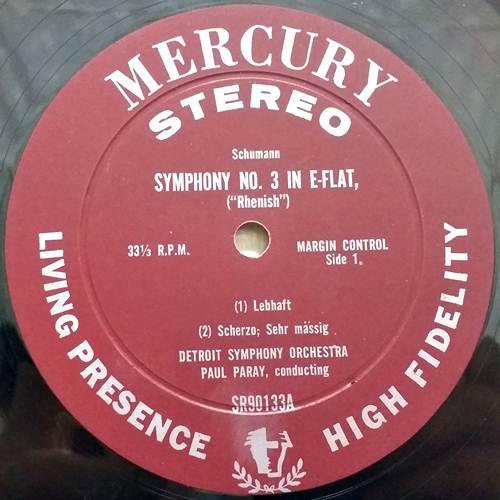 MERCURY
STEREO
Schumann
SYMPHONY NO. 3 IN E-FLAT,
("Rhenish")
33⅓ R.P.M.
MARGIN CONTROL
Side 1.
(1) Lebhaft
(2) Scherzo; Sehr mässig
DETROIT SYMPHONY ORCHESTRA
PAUL PARAY, conducting
SR90133A
LIVING PRESENCE
HIGH FIDELITY